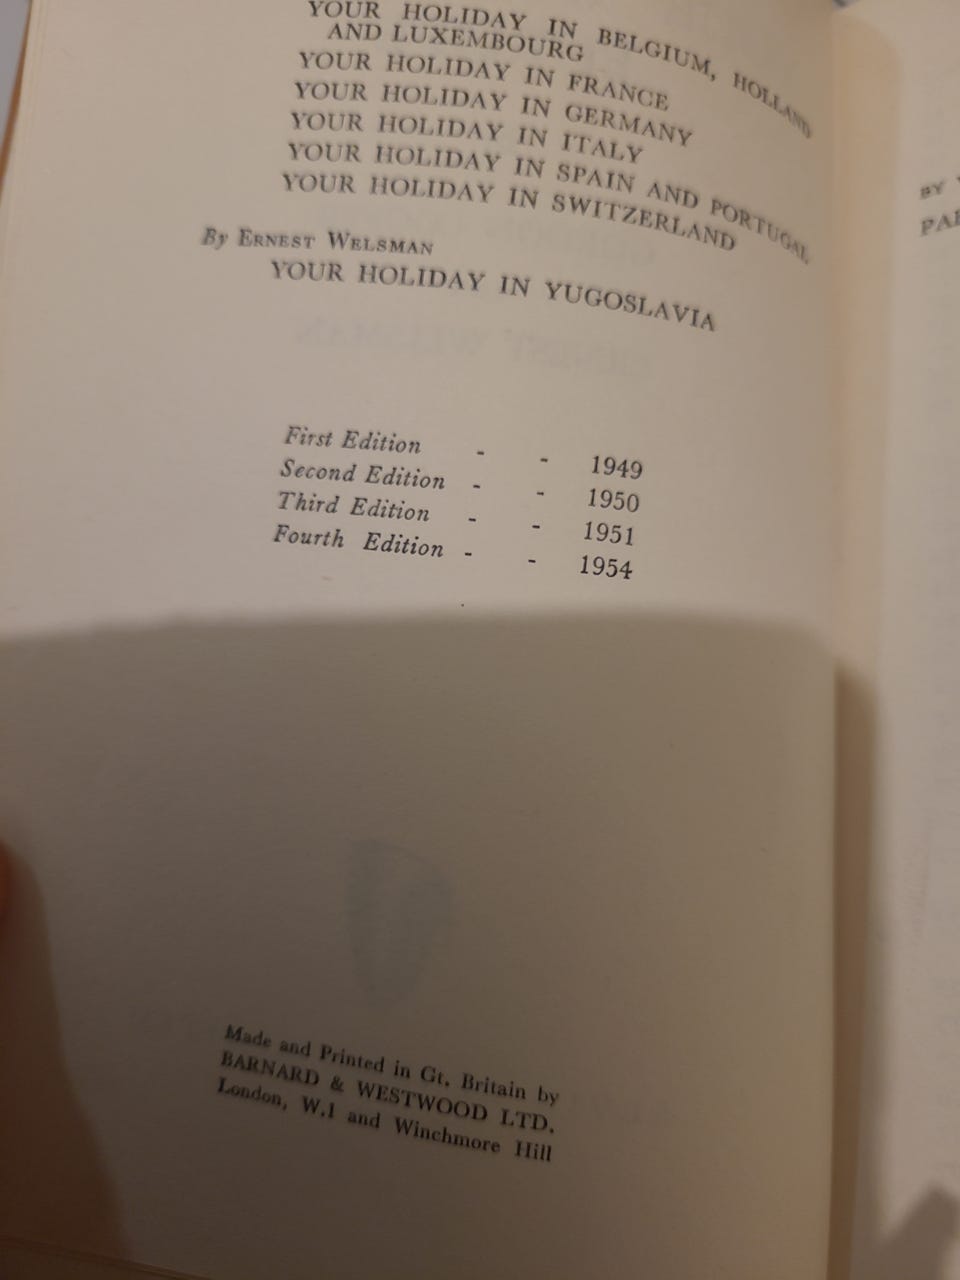 YOUR HOLIDAY IN BELGIUM, HOLLAND
AND LUXEMBOURG
YOUR HOLIDAY IN FRANCE
YOUR HOLIDAY IN GERMANY
YOUR HOLIDAY IN ITALY
YOUR HOLIDAY IN SPAIN AND PORTUGAL
YOUR HOLIDAY IN SWITZERLAND
By ERNEST WELSMAN
YOUR HOLIDAY IN YUGOSLAVIA
First Edition - - 1949
Second Edition - - 1950
Third Edition - - 1951
Fourth Edition - - 1954
Made and Printed in Gt. Britain by
BARNARD & WESTWOOD LTD.
London, W.1 and Winchmore Hill
BY